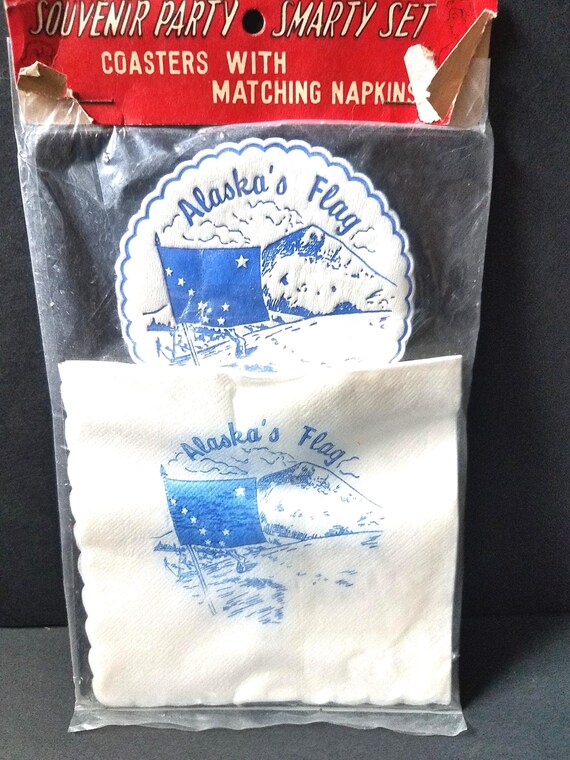 SOUVENIR PARTY SMARTY SET
COASTERS WITH
MATCHING NAPKINS
Alaska's Flag
Alaska's Flag